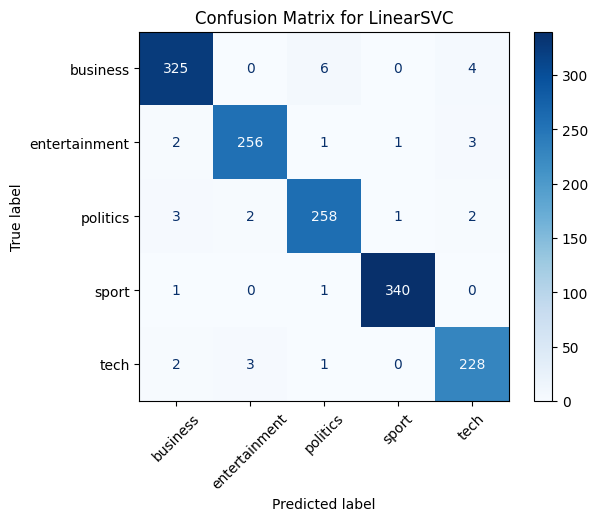 Confusion Matrix for LinearSVC
business 325 0 6 0 4
entertainment 2 256 1 1 3
politics 3 2 258 1 2
sport 1 0 1 340 0
tech 2 3 1 0 228
business entertainment politics sport tech
Predicted label
True label
300
250
200
150
100
50
0